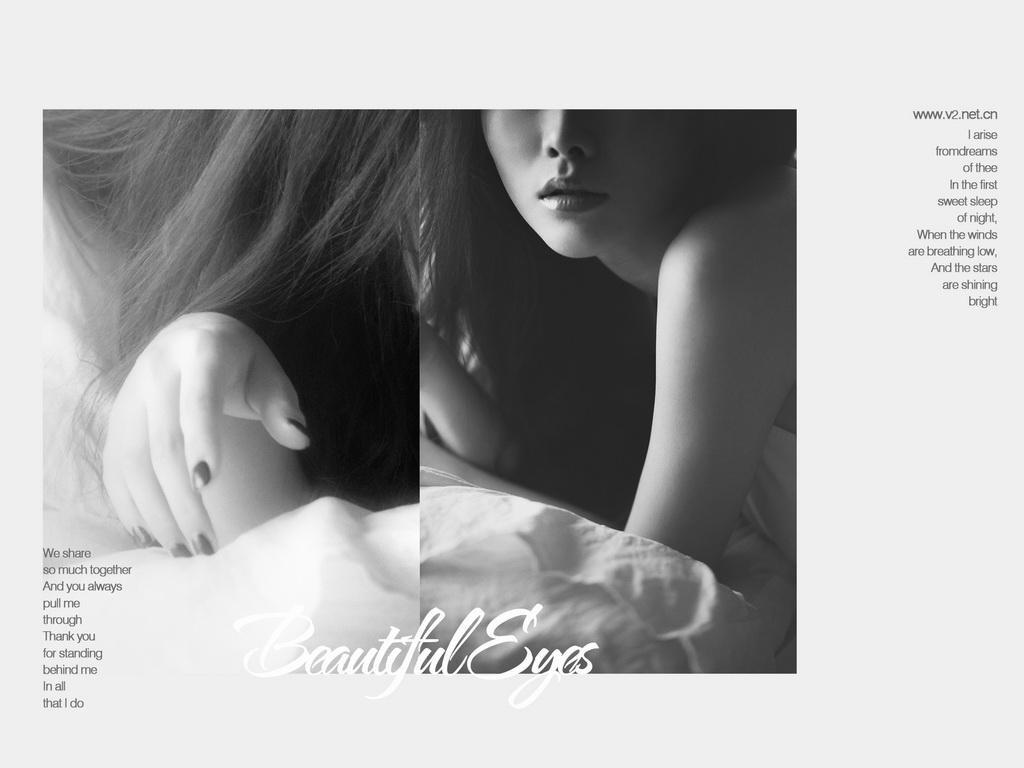 www.v2.net.cn
I arise
fromdreams
of thee
In the first
sweet sleep
of night,
When the winds
are breathing low,
And the stars
are shining
bright
We share
so much together
And you always
pull me
through
Thank you
for standing
behind me
In all
that I do
Beautiful Eyes